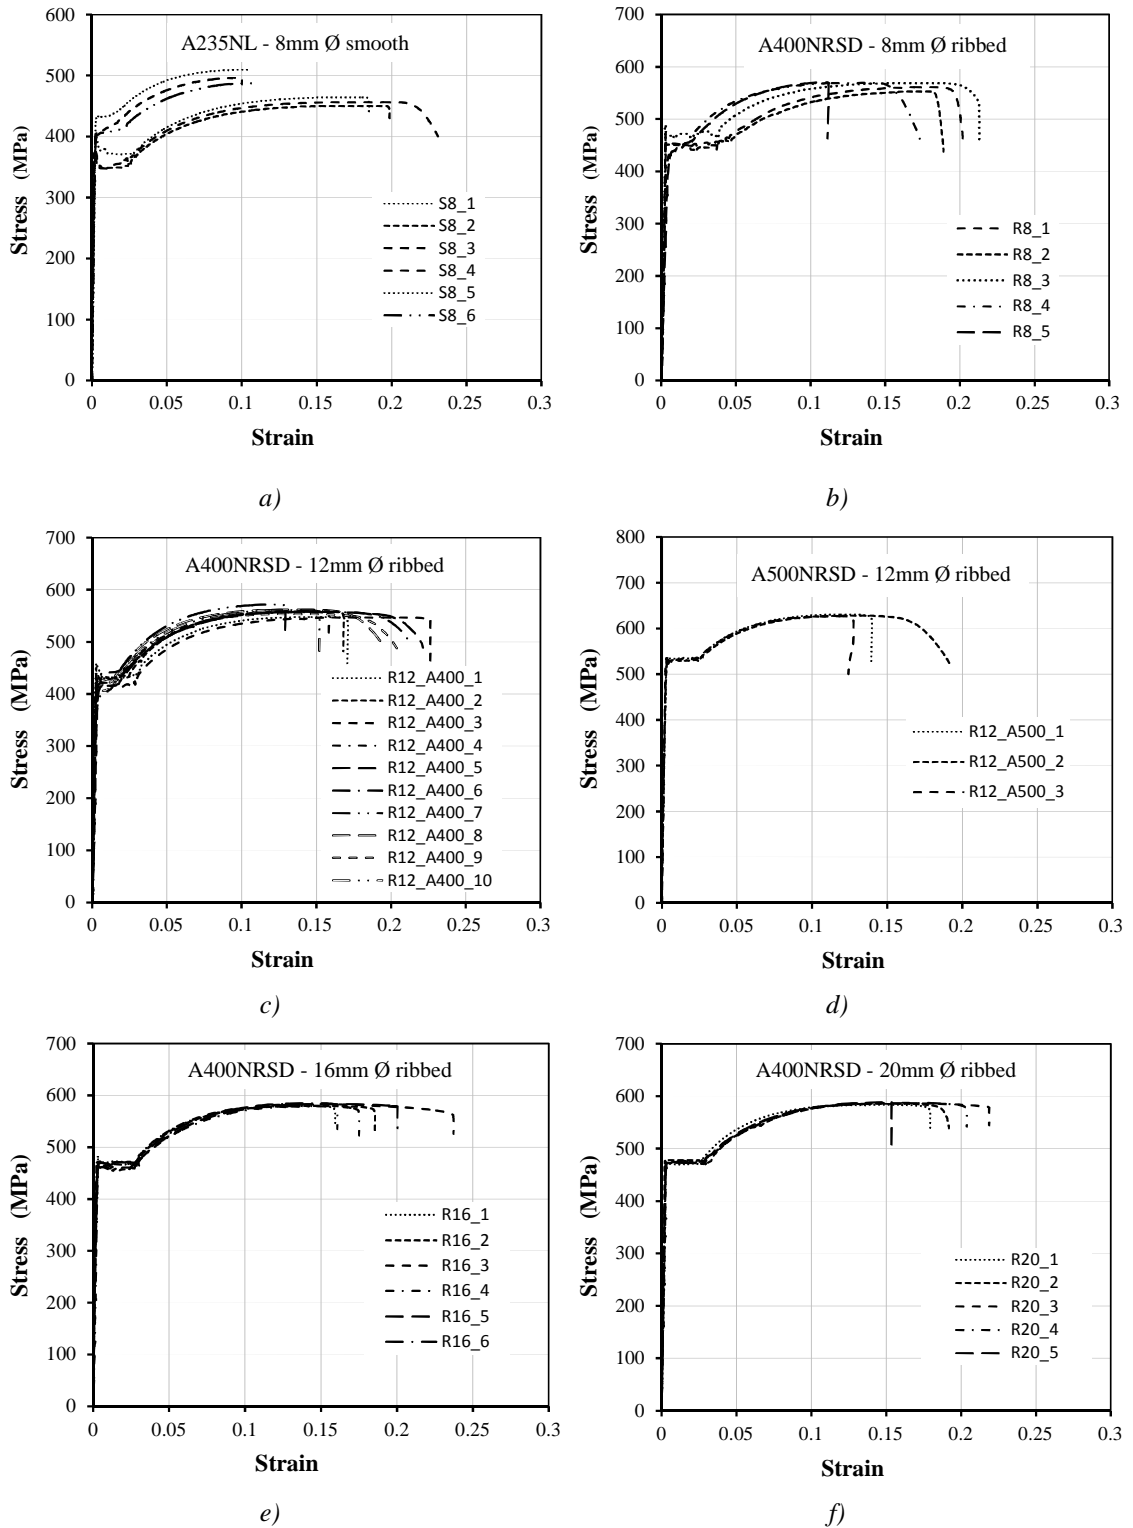 A235NL - 8mm Ø smooth
600
500
400
300
200
100
0
Stress (MPa)
S8_1
S8_2
S8_3
S8_4
S8_5
S8_6
0 0.05 0.1 0.15 0.2 0.25 0.3
Strain
a)
A400NRSD - 8mm Ø ribbed
700
600
500
400
300
200
100
0
Stress (MPa)
R8_1
R8_2
R8_3
R8_4
R8_5
0 0.05 0.1 0.15 0.2 0.25 0.3
Strain
b)
A400NRSD - 12mm Ø ribbed
700
600
500
400
300
200
100
0
Stress (MPa)
R12_A400_1
R12_A400_2
R12_A400_3
R12_A400_4
R12_A400_5
R12_A400_6
R12_A400_7
R12_A400_8
R12_A400_9
R12_A400_10
0 0.05 0.1 0.15 0.2 0.25 0.3
Strain
c)
A500NRSD - 12mm Ø ribbed
800
700
600
500
400
300
200
100
0
Stress (MPa)
R12_A500_1
R12_A500_2
R12_A500_3
0 0.05 0.1 0.15 0.2 0.25 0.3
Strain
d)
A400NRSD - 16mm Ø ribbed
700
600
500
400
300
200
100
0
Stress (MPa)
R16_1
R16_2
R16_3
R16_4
R16_5
R16_6
0 0.05 0.1 0.15 0.2 0.25 0.3
Strain
e)
A400NRSD - 20mm Ø ribbed
700
600
500
400
300
200
100
0
Stress (MPa)
R20_1
R20_2
R20_3
R20_4
R20_5
0 0.05 0.1 0.15 0.2 0.25 0.3
Strain
f)